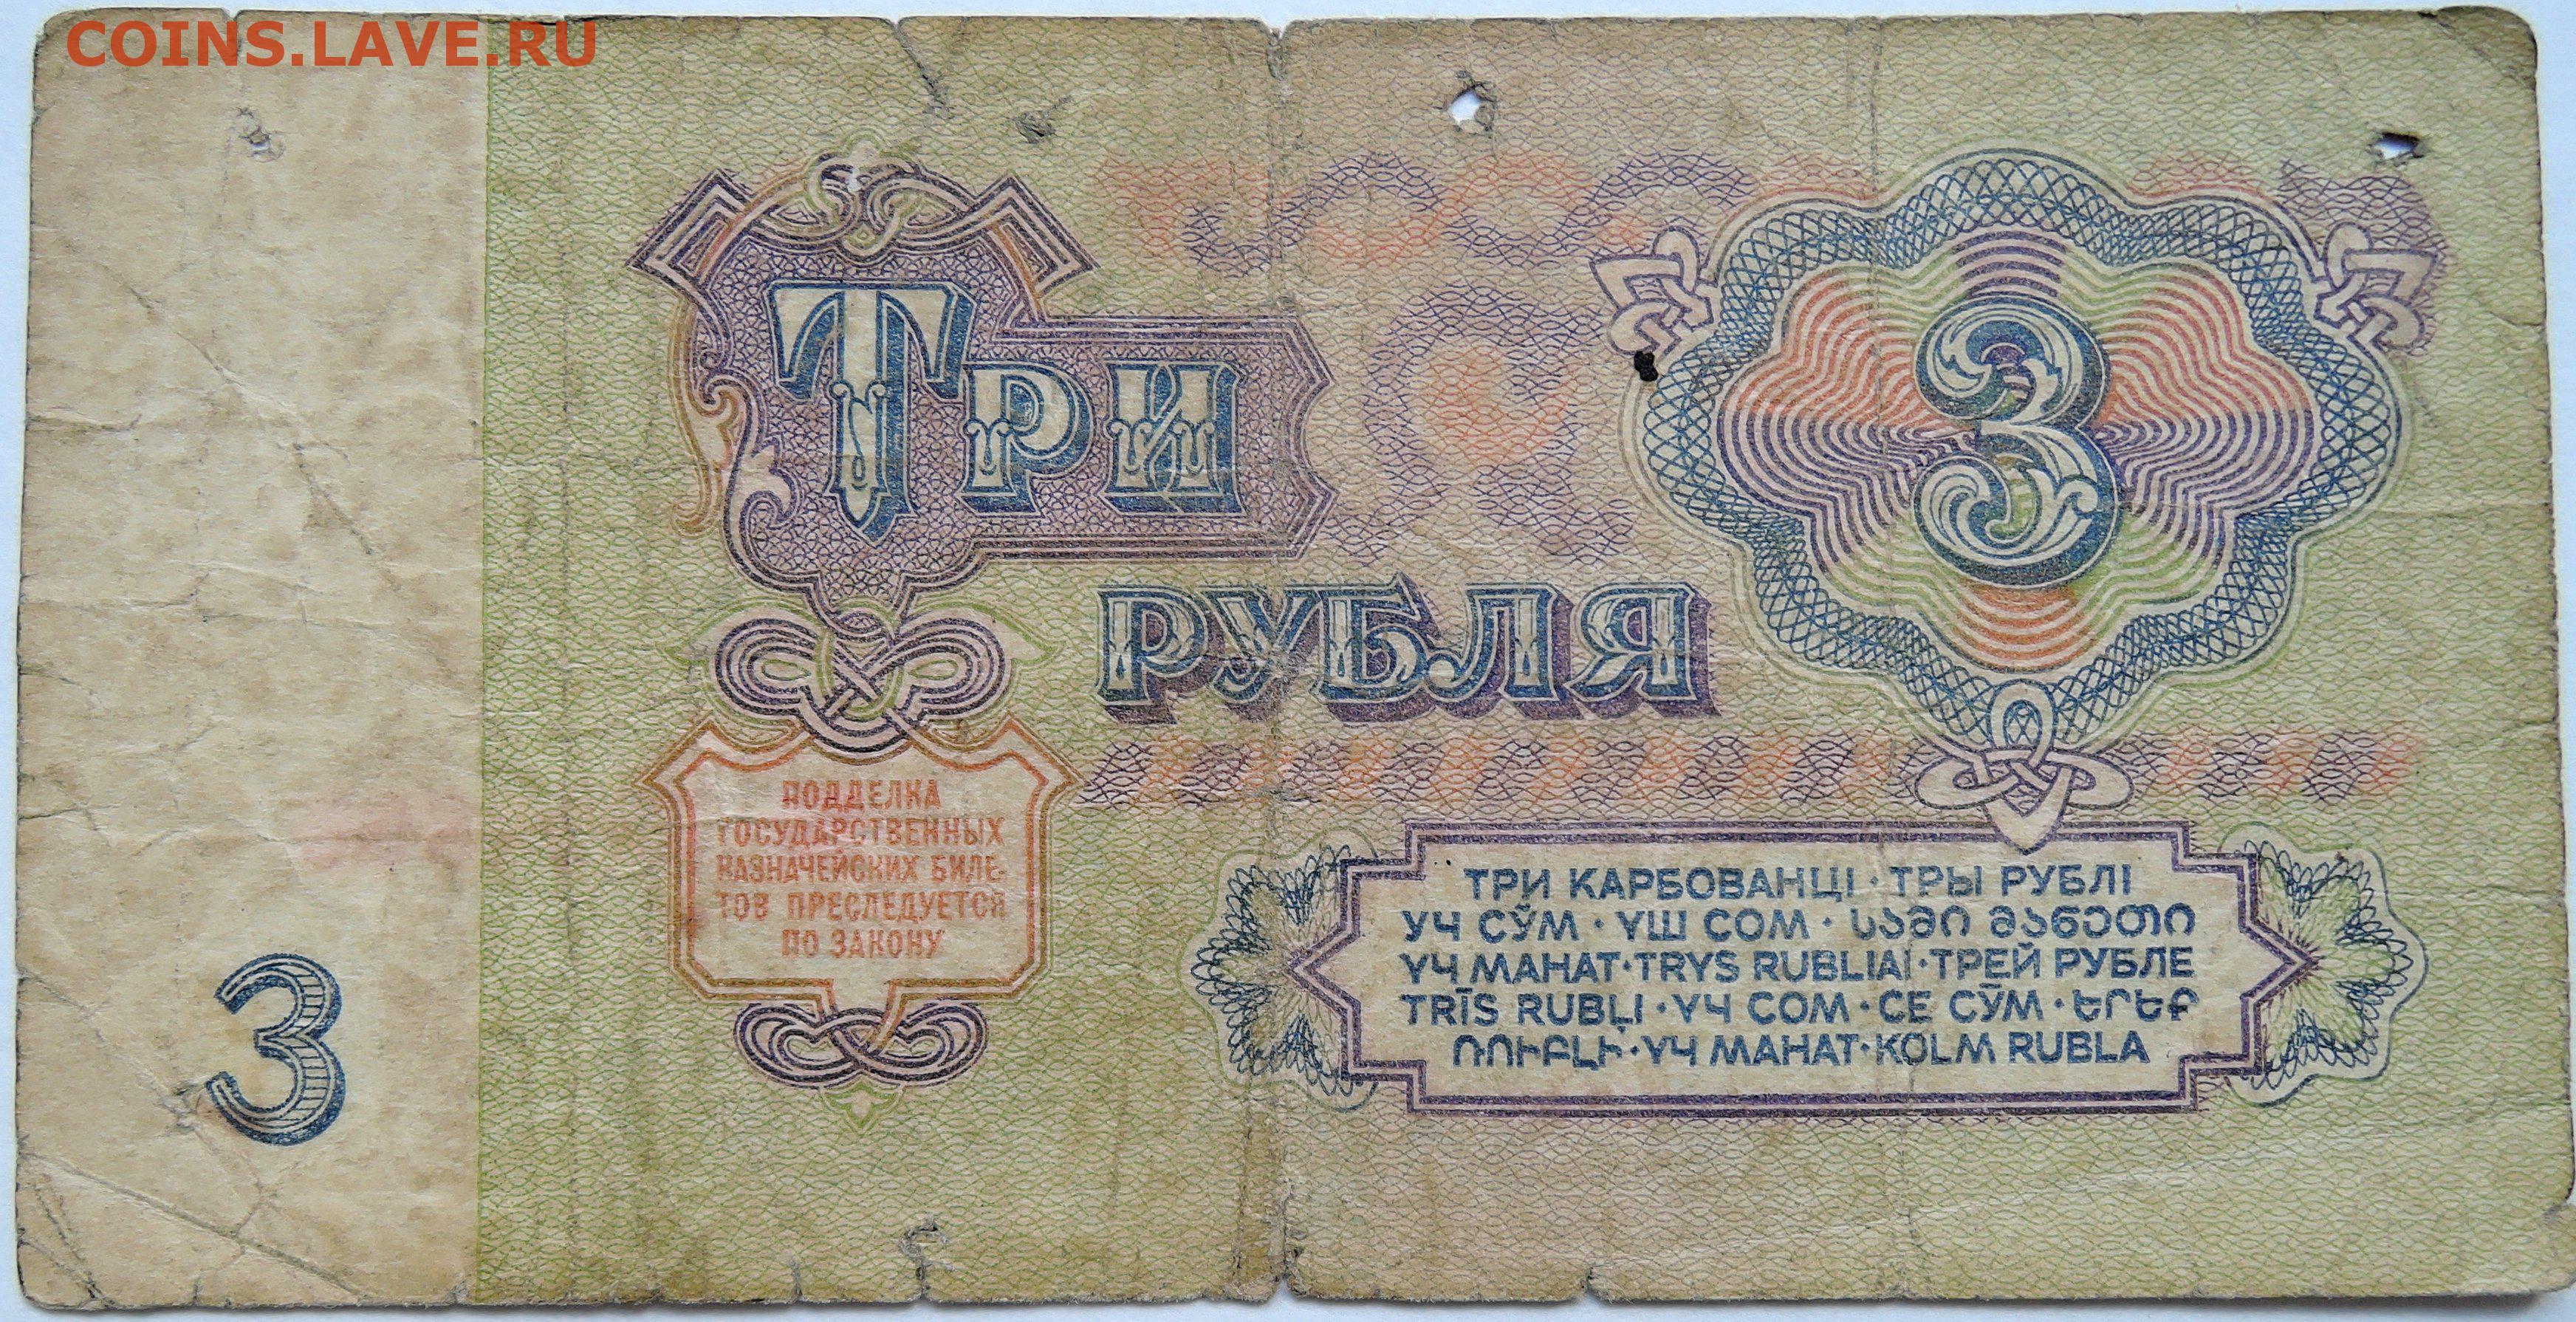 COINS.LAVE.RU
ТРИ
РУБЛЯ
3
ПОДДЕЛКА
ГОСУДАРСТВЕННЫХ
КАЗНАЧЕЙСКИХ БИЛЕ-
ТОВ ПРЕСЛЕДУЕТСЯ
ПО ЗАКОНУ
3
ТРИ КАРБОВАНЦІ · ТРЫ РУБЛІ
УЧ СЎМ · ҮШ СОМ · ᲡᲐᲛᲘ ᲛᲐᲜᲔᲗᲘ
ҮЧ МАНАТ · TRYS RUBLIAI · ТРЕЙ РУБЛЕ
TRĪS RUBĻI · ҮЧ СОМ · СЕ СӮМ · ԵՐԵՔ
ՌՈՒԲԼԻ · ҮЧ МАНАТ · KOLM RUBLA